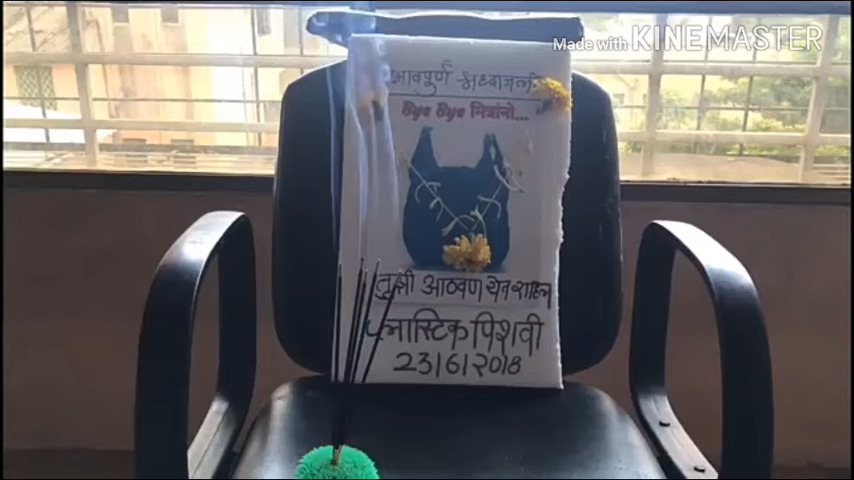 Made with KINEMASTER
भावपूर्ण श्रध्दांजली
Bye Bye मित्रांनो...
तुझी आठवण येत राहिल
प्लास्टिक पिशवी
23/6/2018